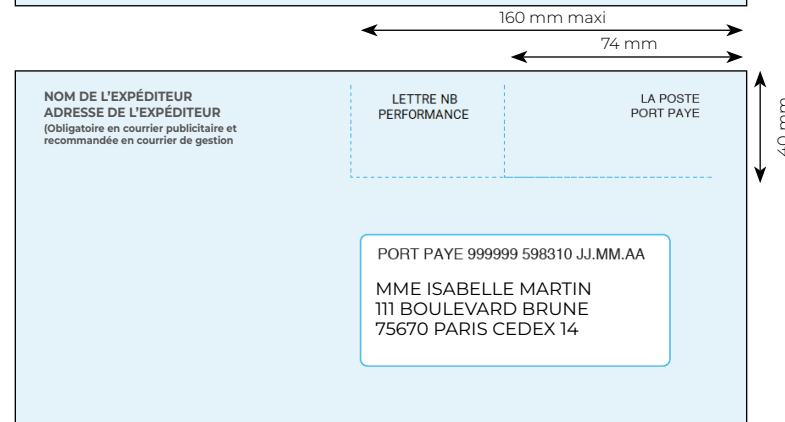 160 mm maxi
74 mm
40 mm
NOM DE L'EXPÉDITEUR
ADRESSE DE L'EXPÉDITEUR
(Obligatoire en courrier publicitaire et
recommandée en courrier de gestion
LETTRE NB
PERFORMANCE
LA POSTE
PORT PAYE
PORT PAYE 999999 598310 JJ.MM.AA
MME ISABELLE MARTIN
111 BOULEVARD BRUNE
75670 PARIS CEDEX 14